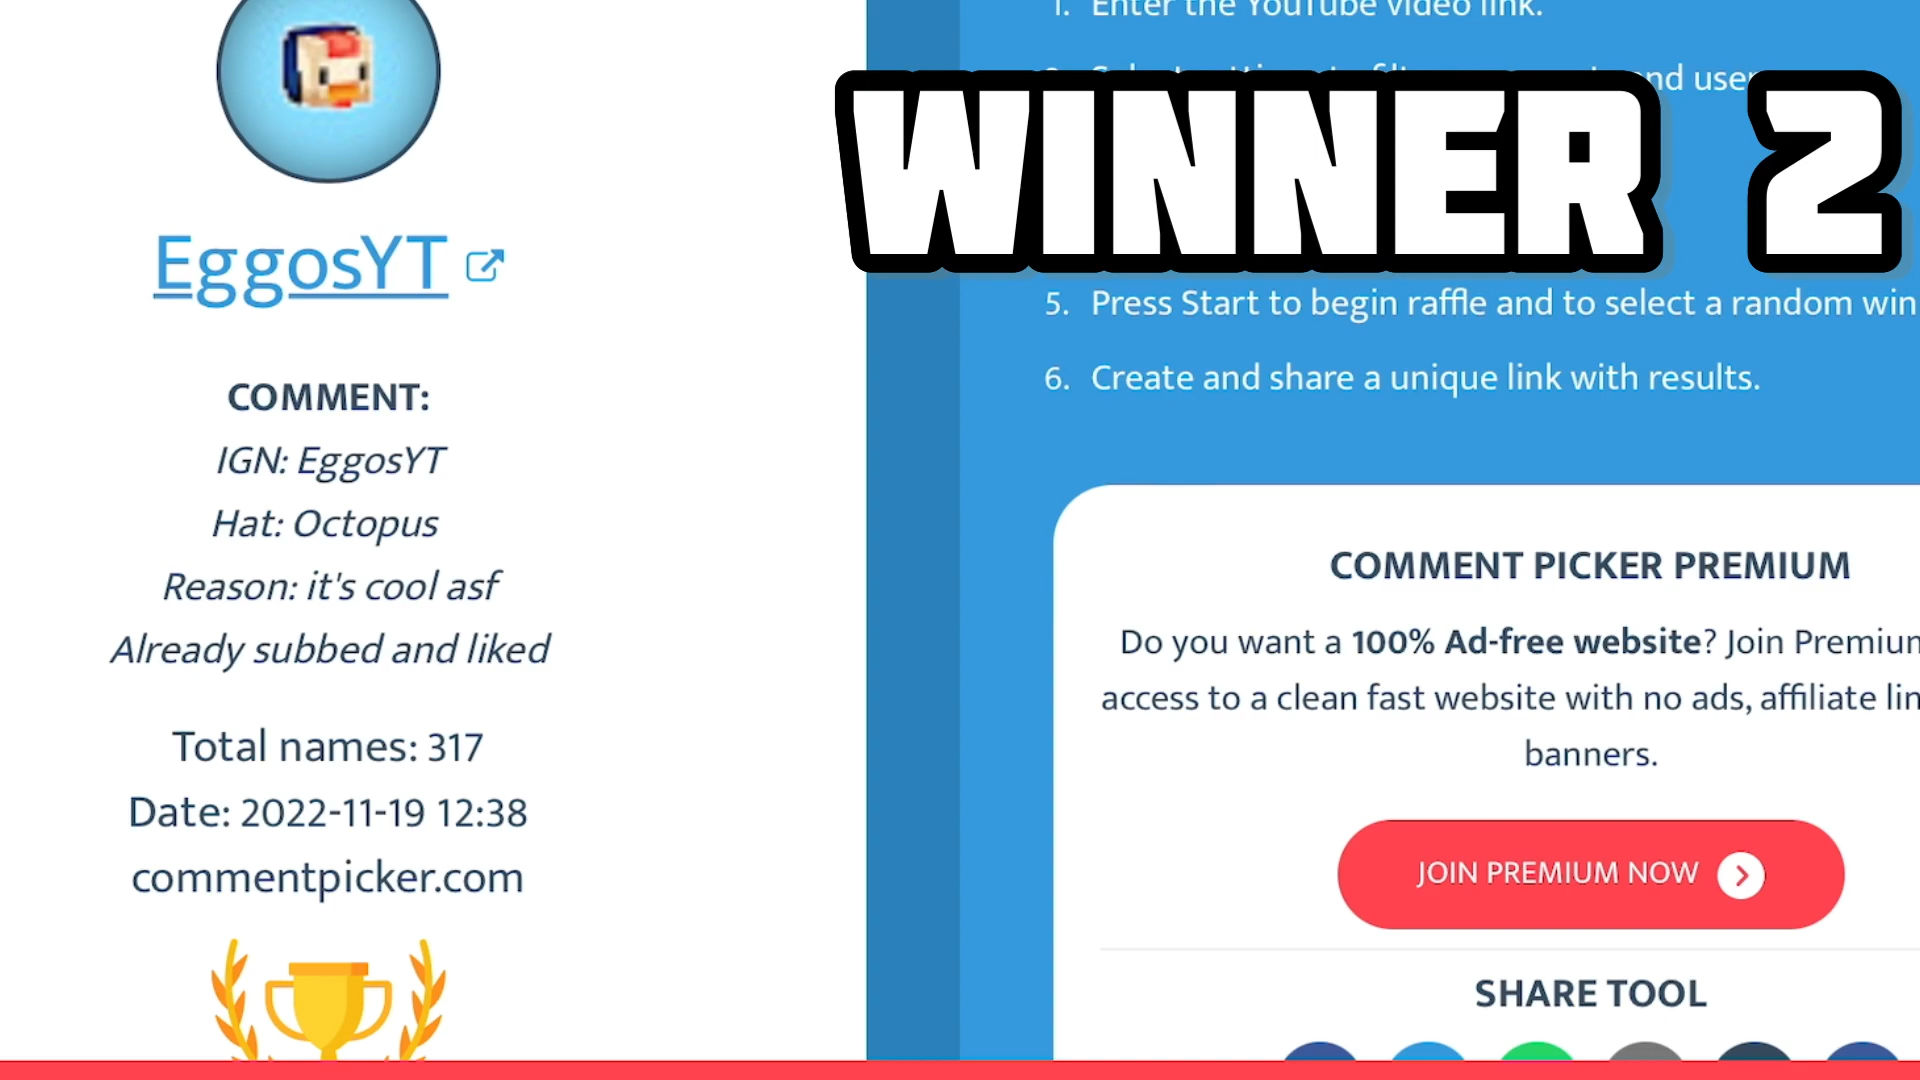 EggosYT
COMMENT:
IGN: EggosYT
Hat: Octopus
Reason: it's cool asf
Already subbed and liked
Total names: 317
Date: 2022-11-19 12:38
commentpicker.com
1. Enter the YouTube video link.
WINNER 2
5. Press Start to begin raffle and to select a random win
6. Create and share a unique link with results.
COMMENT PICKER PREMIUM
Do you want a 100% Ad-free website? Join Premium
access to a clean fast website with no ads, affiliate lin
banners.
JOIN PREMIUM NOW
SHARE TOOL